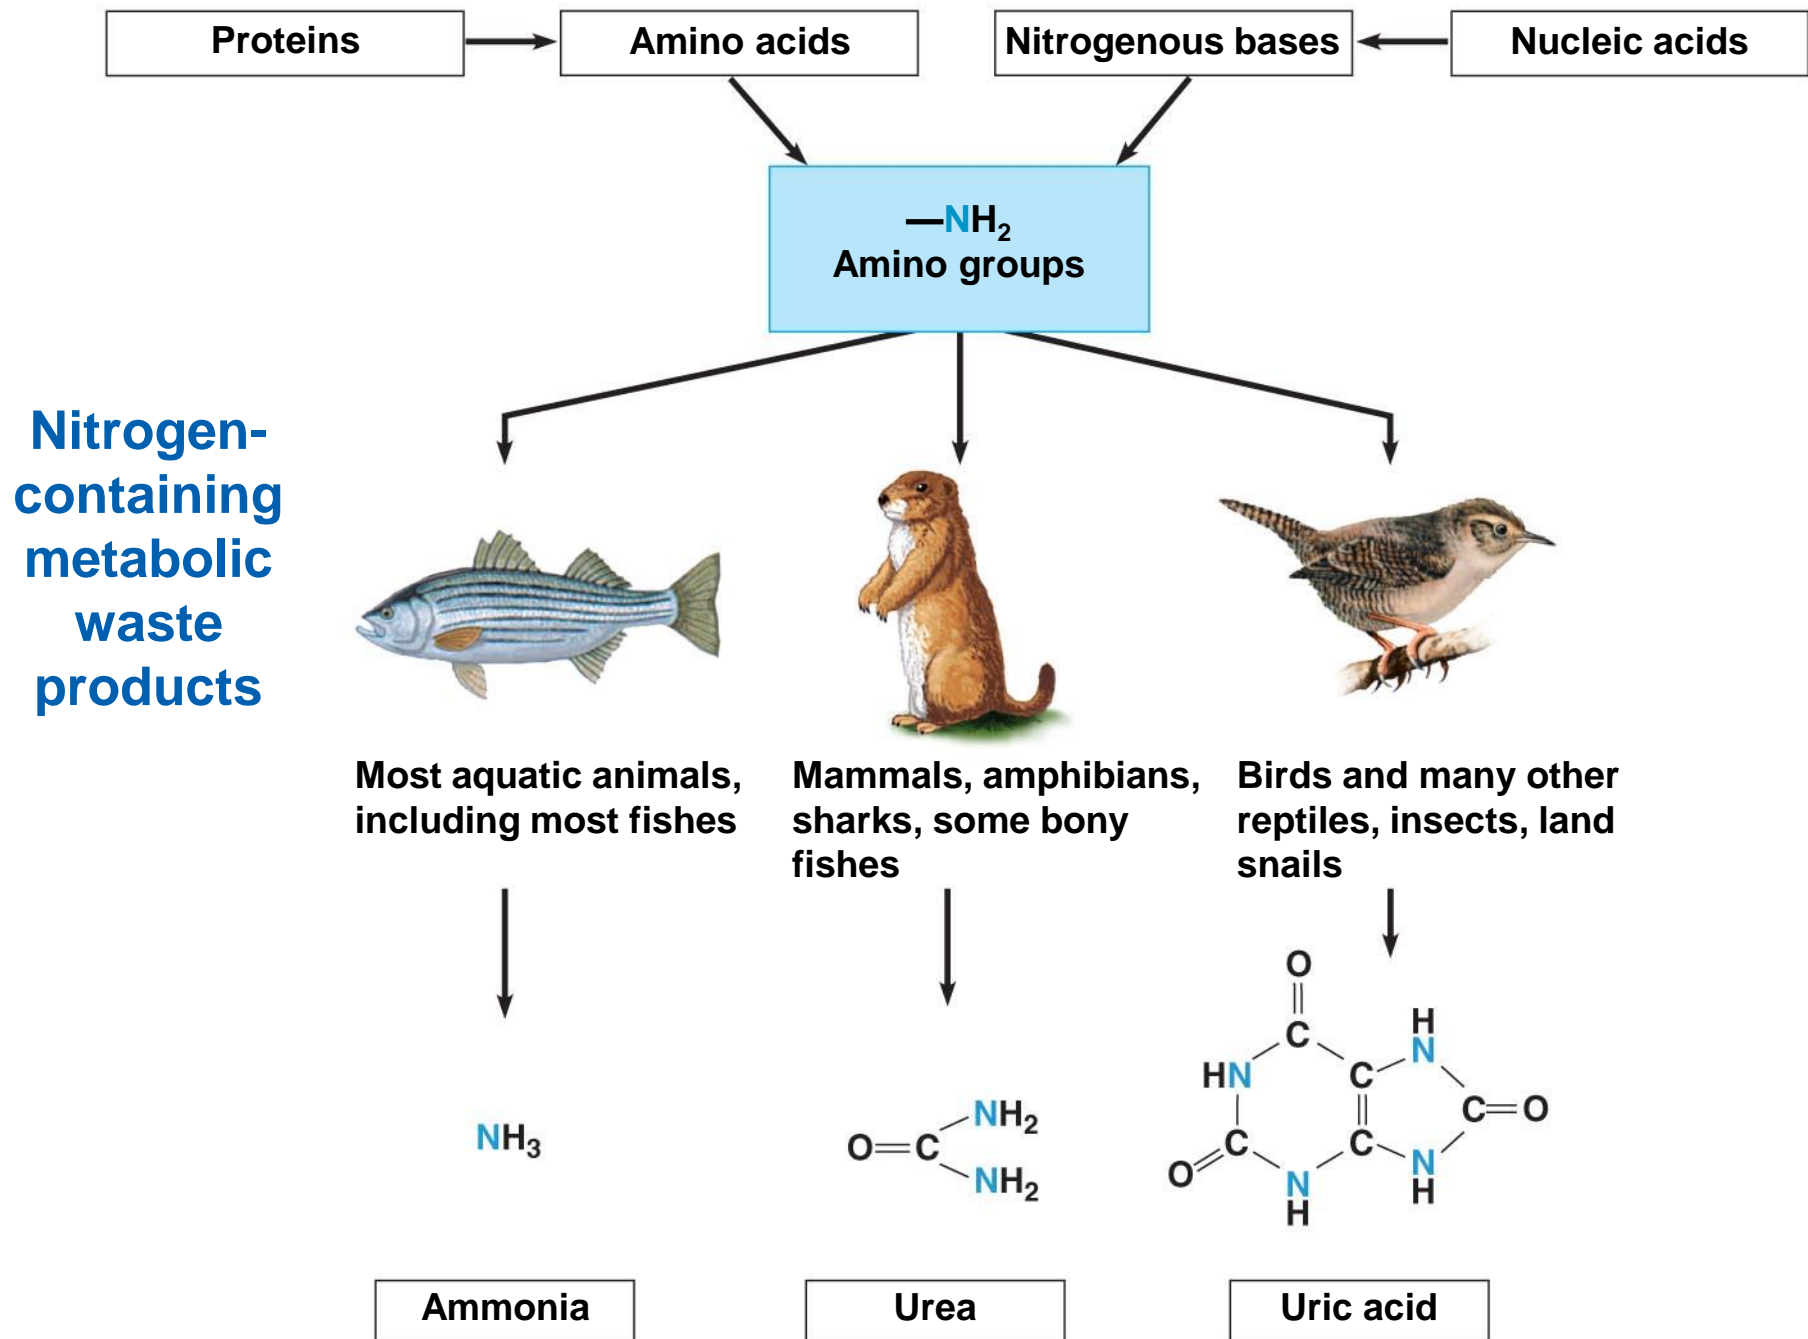 Proteins
Amino acids
Nitrogenous bases
Nucleic acids
—NH₂
Amino groups
Nitrogen-
containing
metabolic
waste
products
Most aquatic animals,
including most fishes
Mammals, amphibians,
sharks, some bony
fishes
Birds and many other
reptiles, insects, land
snails
NH₃
O=C
NH₂
NH₂
O
C
HN
C
H
N
C=O
O
C
N
H
C
N
H
Ammonia
Urea
Uric acid